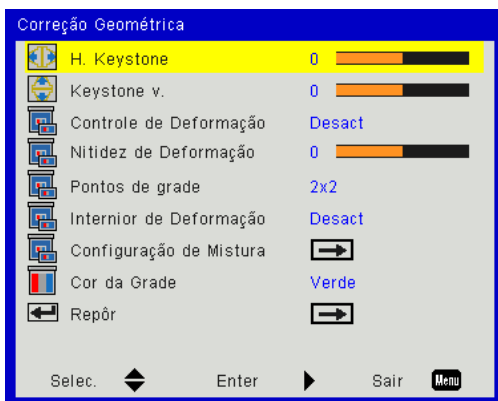 Correção Geométrica
H. Keystone 0
Keystone v. 0
Controle de Deformação Desact
Nitidez de Deformação 0
Pontos de grade 2x2
Internior de Deformação Desact
Configuração de Mistura
Cor da Grade Verde
Repôr
Selec. Enter Sair Menu